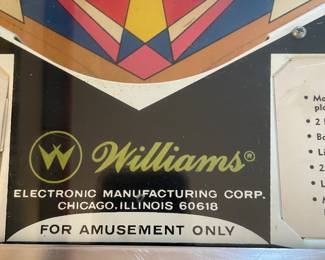 W Williams®
ELECTRONIC MANUFACTURING CORP.
CHICAGO, ILLINOIS 60618
FOR AMUSEMENT ONLY